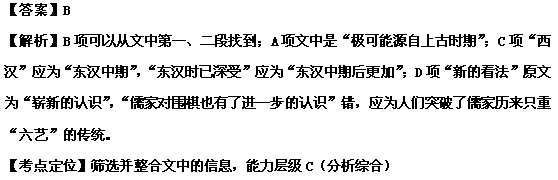 【答案】B
【解析】B项可以从文中第一、二段找到；A项文中是“极可能源自上古时期”；C项“西
汉”应为“东汉中期”，“东汉时已深受”应为“东汉中期后更加”；D项“新的看法”原文
为“崭新的认识”，“儒家对围棋也有了进一步的认识”错，应为人们突破了儒家历来只重
“六艺”的传统。
【考点定位】筛选并整合文中的信息，能力层级C（分析综合）